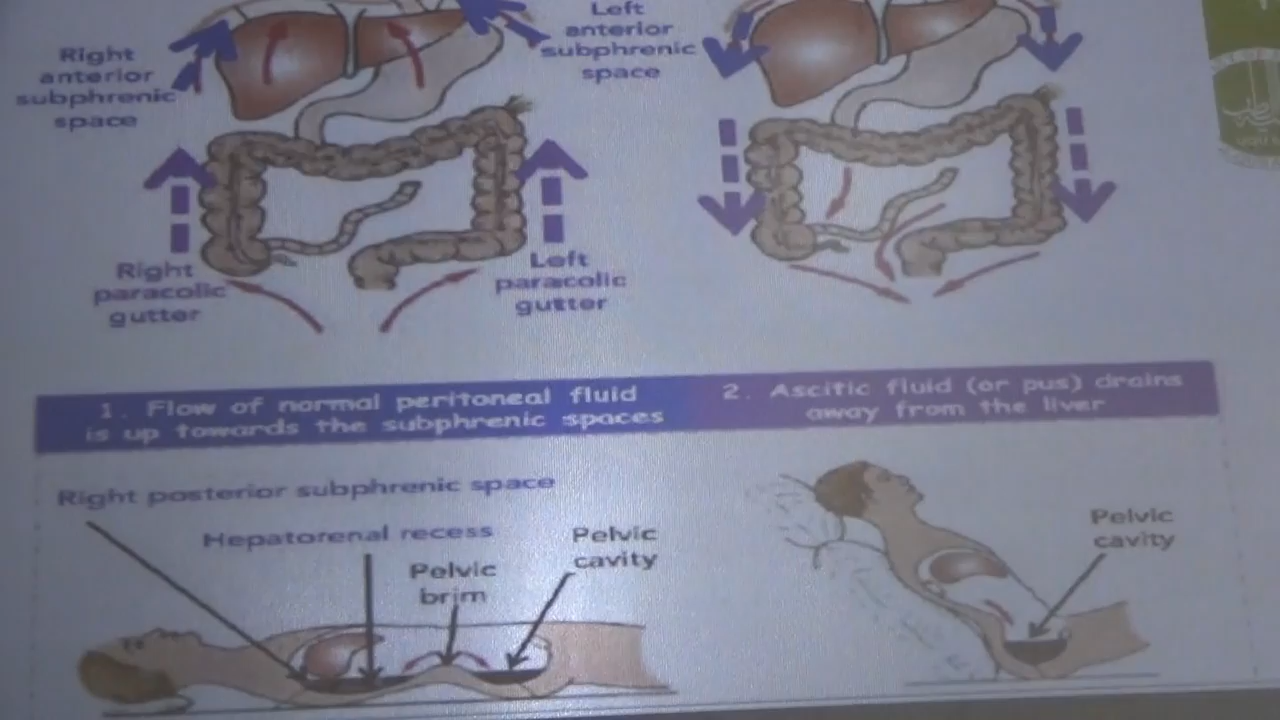 Right
anterior
subphrenic
space
Left
anterior
subphrenic
space
Right
paracolic
gutter
Left
paracolic
gutter
1. Flow of normal peritoneal fluid
is up towards the subphrenic spaces
2. Ascitic fluid (or pus) drains
away from the liver
Right posterior subphrenic space
Hepatorenal recess
Pelvic
brim
Pelvic
cavity
Pelvic
cavity